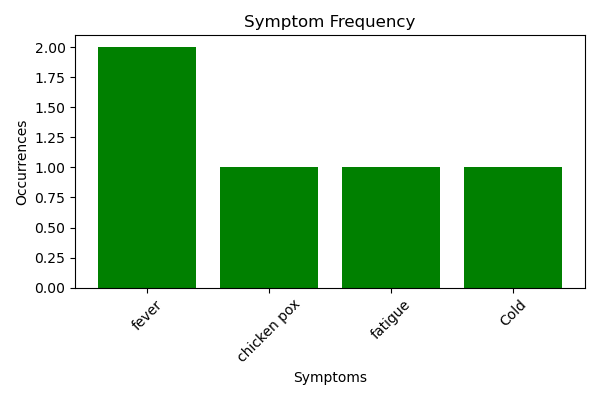 Symptom Frequency
Occurrences
2.00
1.75
1.50
1.25
1.00
0.75
0.50
0.25
0.00
fever
chicken pox
fatigue
Cold
Symptoms